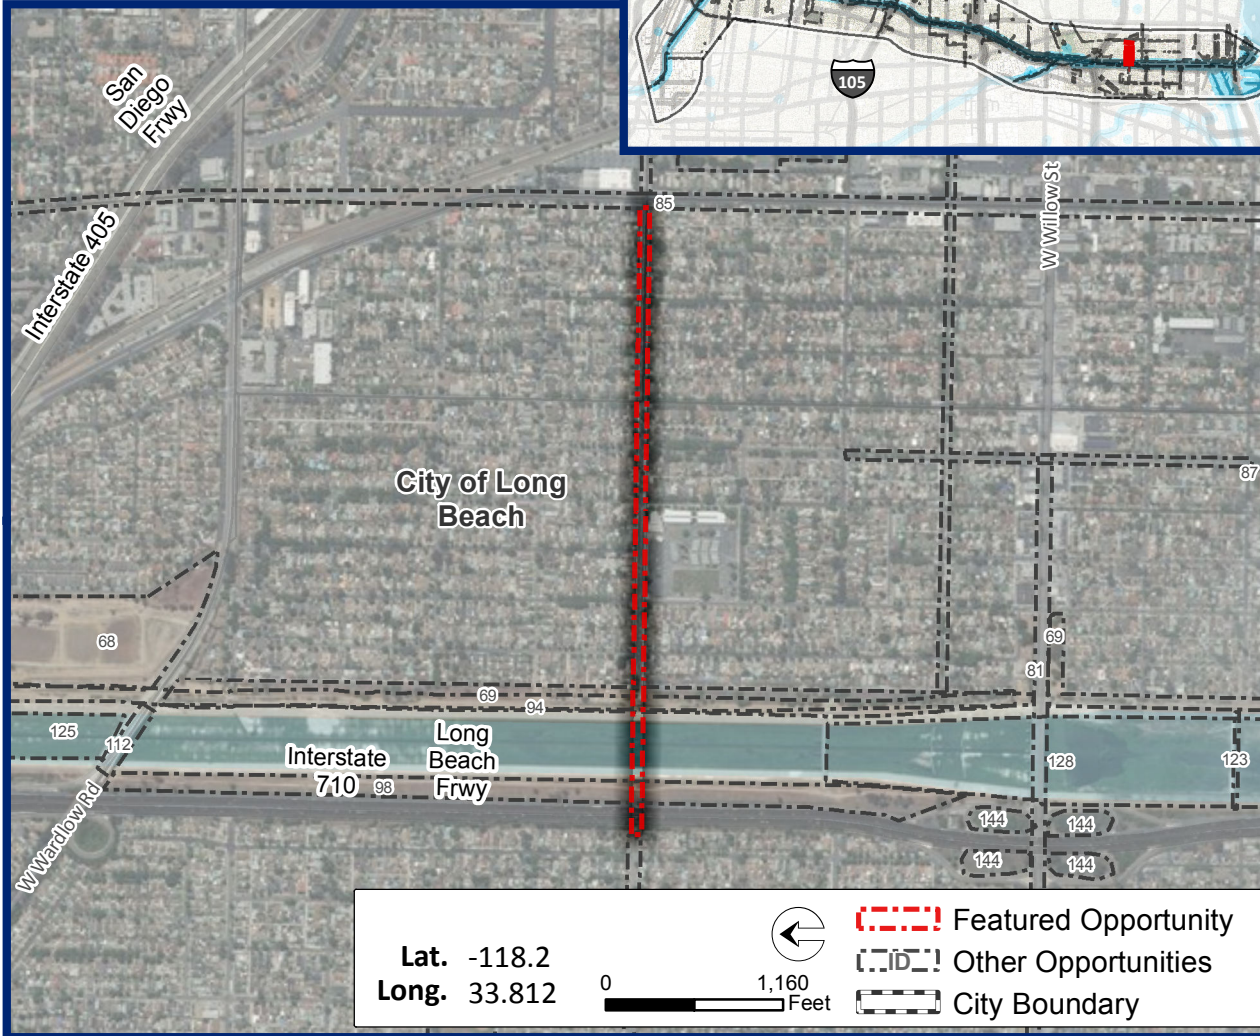 105
San
Diego
Frwy
W Willow St
85
Interstate 405
City of Long
Beach
87
68
69
81
69
94
125
112
Interstate
710
98
Long
Beach
Frwy
128
123
W Wardlow Rd
144
144
144
144
Lat. -118.2
Long. 33.812
0
1,160
Feet
Featured Opportunity
ID Other Opportunities
City Boundary